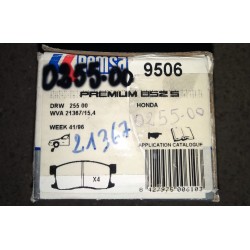 Remsa
9506
0255-00
PREMIUM
DRW 255 00
HONDA
WVA 21367/15,4
0255-00
WEEK 41/96
21367
APPLICATION CATALOGUE
X4